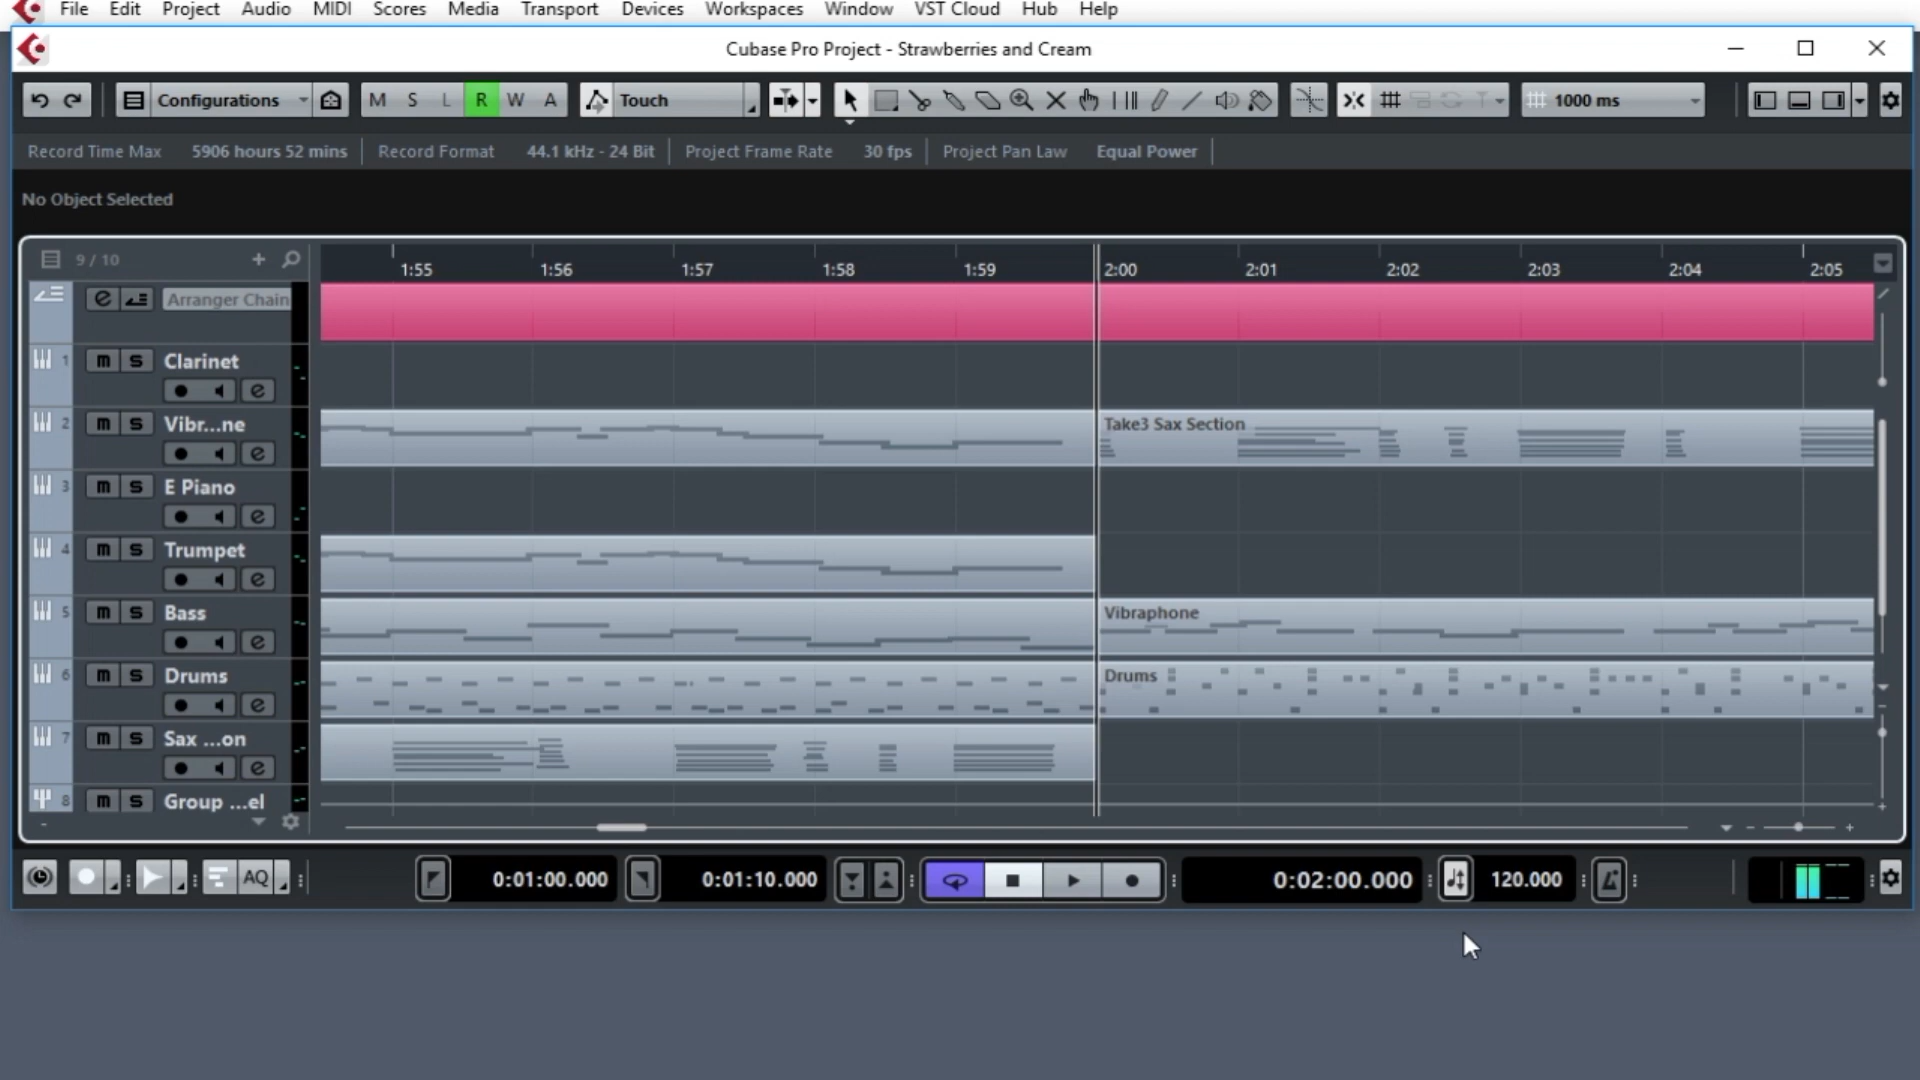 File Edit Project Audio MIDI Scores Media Transport Devices Workspaces Window VST Cloud Hub Help
Cubase Pro Project - Strawberries and Cream
Configurations M S L R W A Touch 1000 ms
Record Time Max 5906 hours 52 mins Record Format 44.1 kHz - 24 Bit Project Frame Rate 30 fps Project Pan Law Equal Power
No Object Selected
9 / 10 + 1:55 1:56 1:57 1:58 1:59 2:00 2:01 2:02 2:03 2:04 2:05
e Arranger Chain
1 m S Clarinet
e
2 m S Vibr...ne Take3 Sax Section
e
3 m S E Piano
e
4 m S Trumpet
e
5 m S Bass Vibraphone
e
6 m S Drums Drums
e
7 m S Sax ...on
e
8 m S Group ...el
AQ 0:01:00.000 0:01:10.000 0:02:00.000 120.000